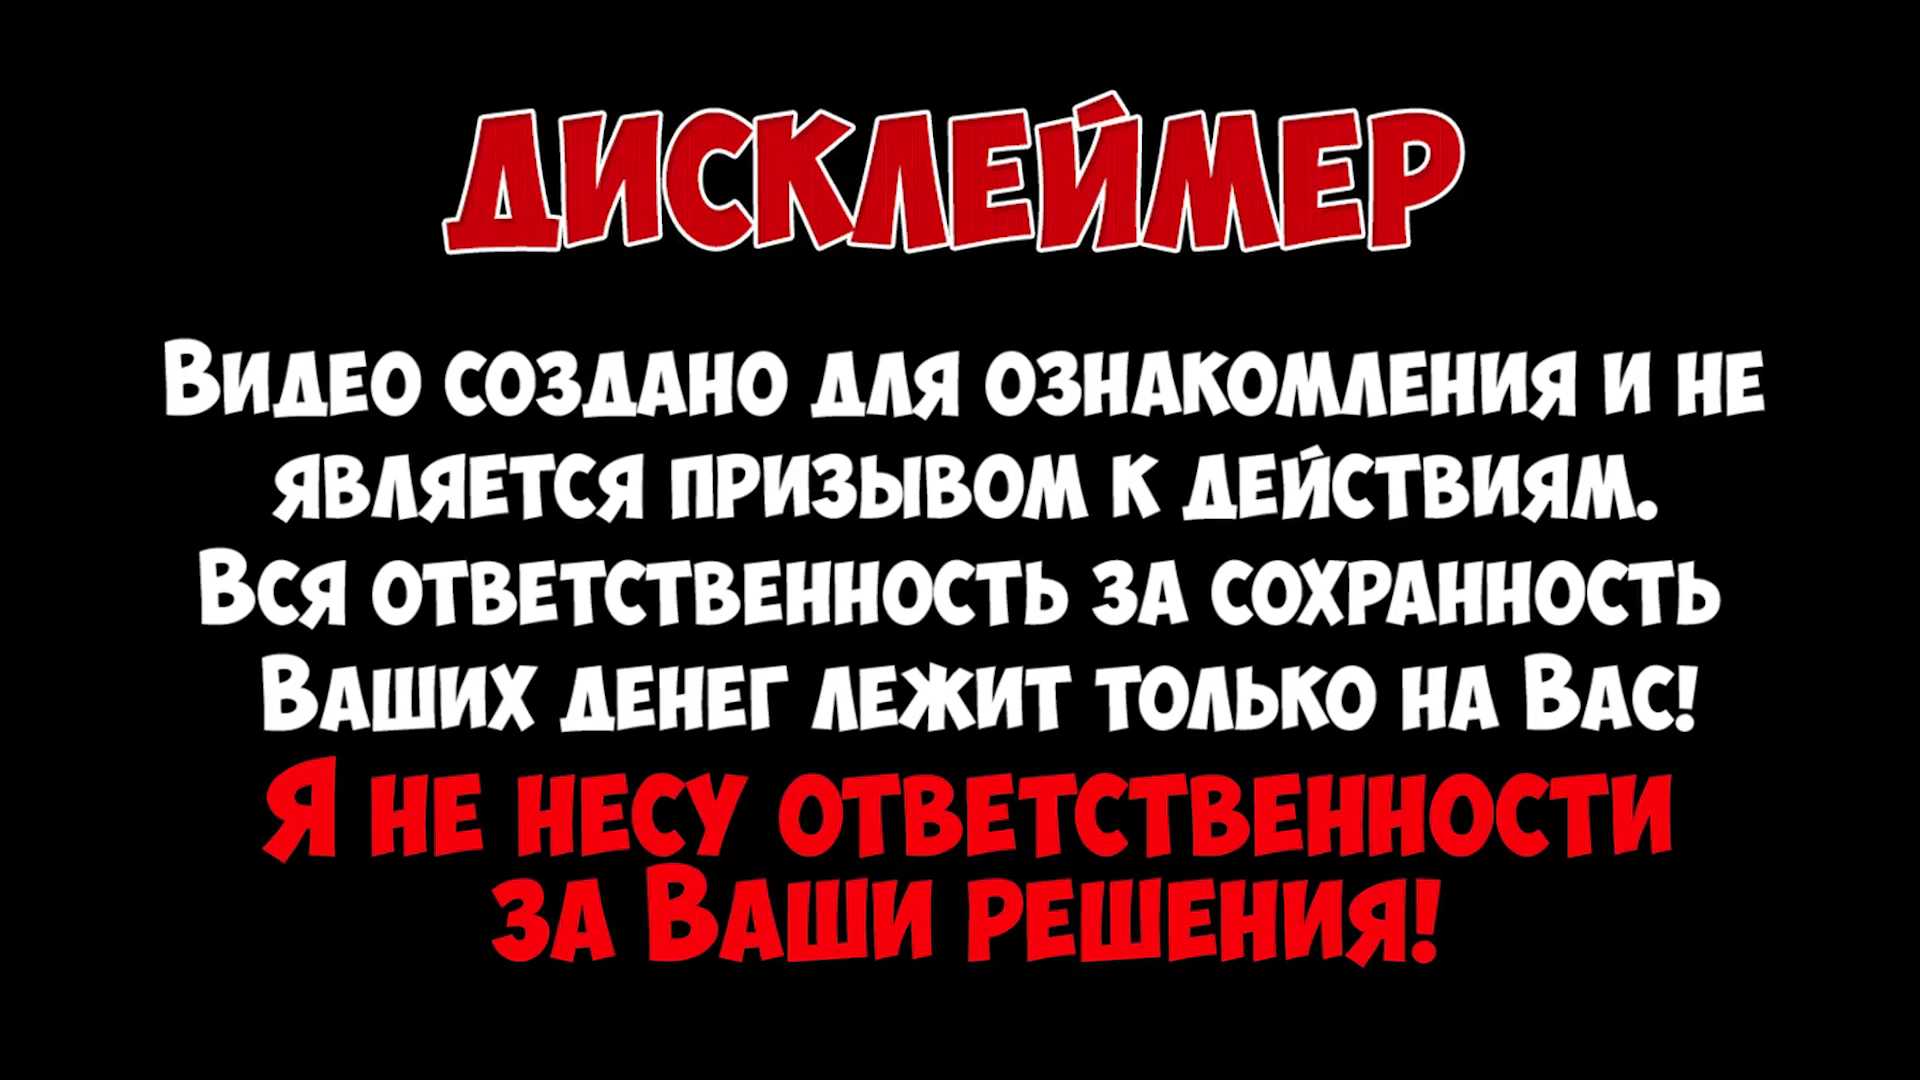 ДИСКЛЕЙМЕР
Видео создано для ознакомления и не
является призывом к действиям.
Вся ответственность за сохранность
Ваших денег лежит только на Вас!
Я не несу ответственности
за Ваши решения!